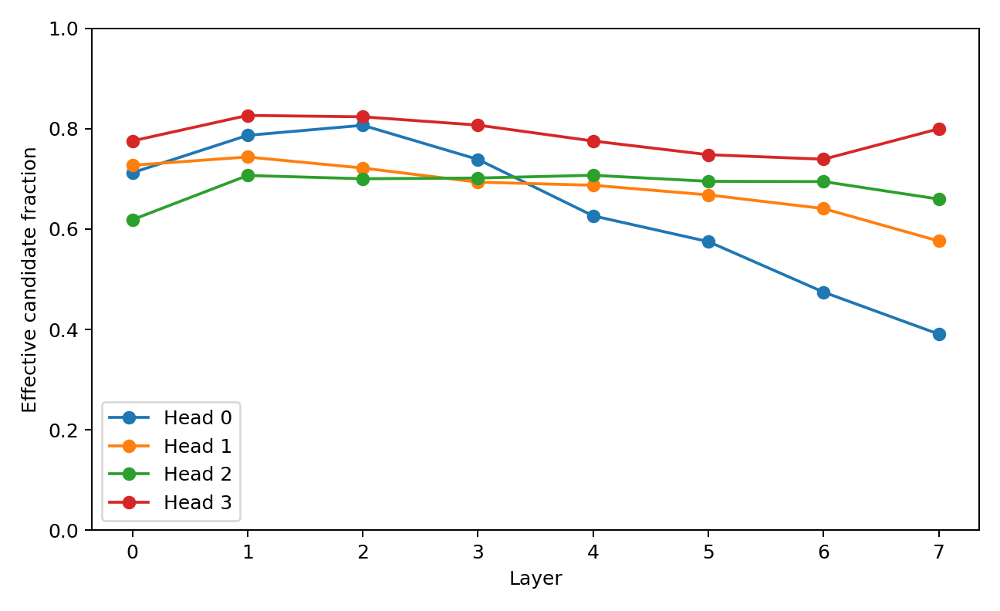 1.0
0.8
0.6
0.4
0.2
0.0
Effective candidate fraction
Head 0
Head 1
Head 2
Head 3
0 1 2 3 4 5 6 7
Layer